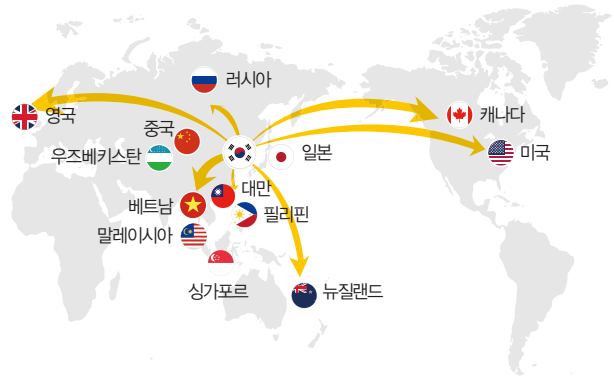 러시아
영국
캐나다
중국
우즈베키스탄
일본
미국
대만
베트남
필리핀
말레이시아
싱가포르
뉴질랜드